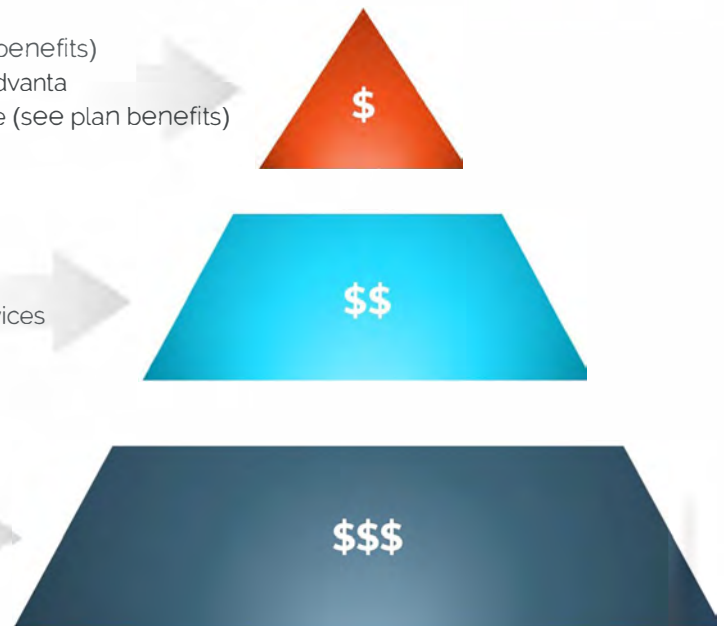 benefits)
dvanta
e (see plan benefits)
$
ices
$$
$$$